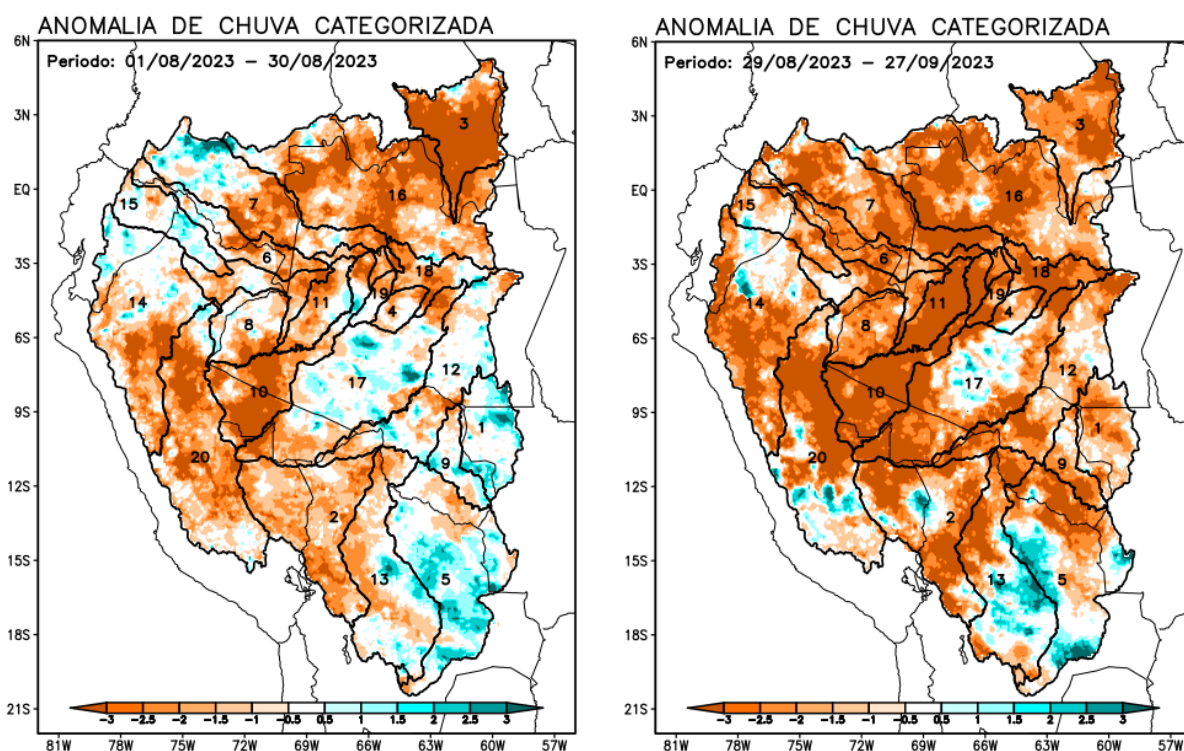 ANOMALIA DE CHUVA CATEGORIZADA
Periodo: 01/08/2023 – 30/08/2023
6N
3N
EQ
3S
6S
9S
12S
15S
18S
21S
3
16
15
7
6
18
14
11
19
4
8
10
17
12
1
20
9
2
13
5
-3 -2.5 -2 -1.5 -1 -0.5 0.5 1 1.5 2 2.5 3
81W 78W 75W 72W 69W 66W 63W 60W 57W
ANOMALIA DE CHUVA CATEGORIZADA
Periodo: 29/08/2023 – 27/09/2023
6N
3N
EQ
3S
6S
9S
12S
15S
18S
21S
3
16
15
7
6
18
14
11
19
4
8
10
17
12
1
20
9
2
13
5
-3 -2.5 -2 -1.5 -1 -0.5 0.5 1 1.5 2 2.5 3
81W 78W 75W 72W 69W 66W 63W 60W 57W